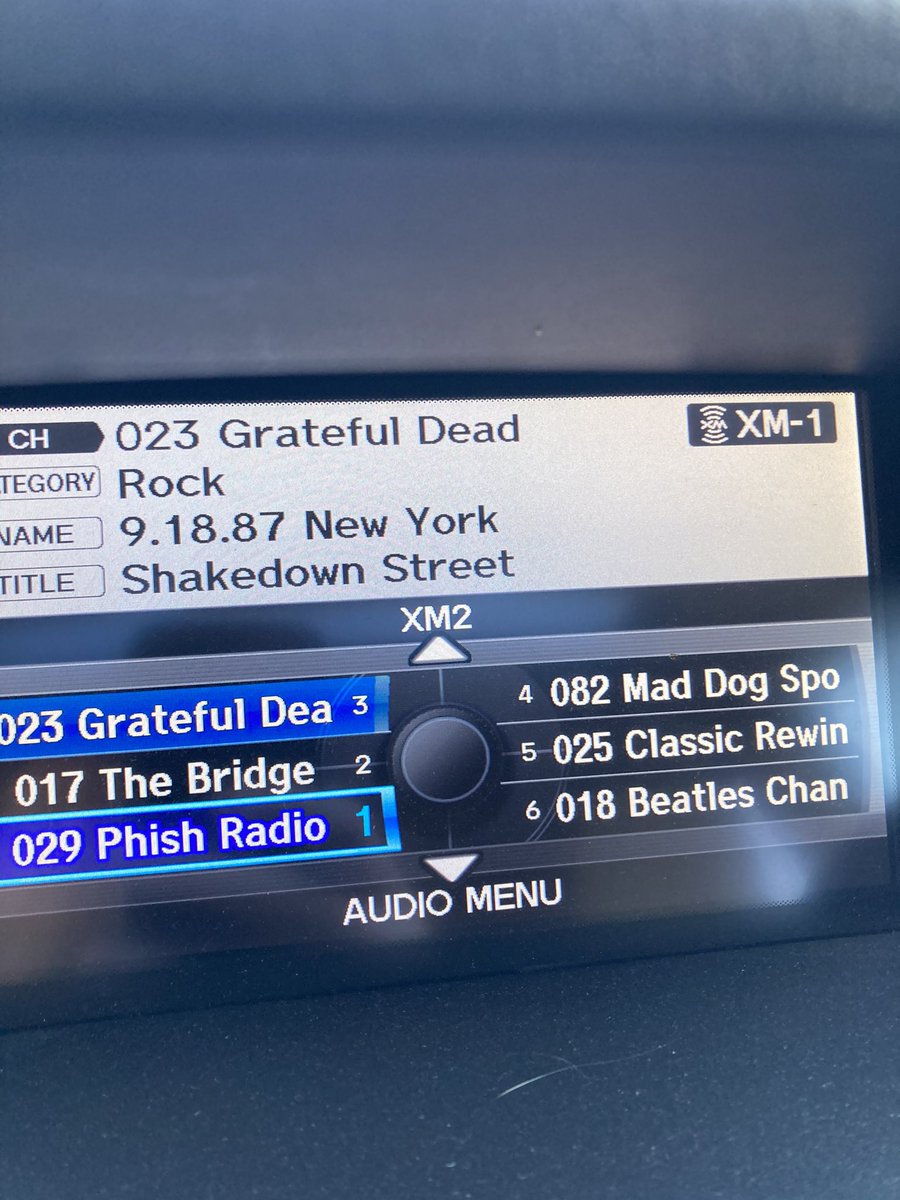 CH 023 Grateful Dead XM XM-1
TEGORY Rock
NAME 9.18.87 New York
TITLE Shakedown Street
XM2
023 Grateful Dea 3
017 The Bridge 2
029 Phish Radio 1
4 082 Mad Dog Spo
5 025 Classic Rewin
6 018 Beatles Chan
AUDIO MENU